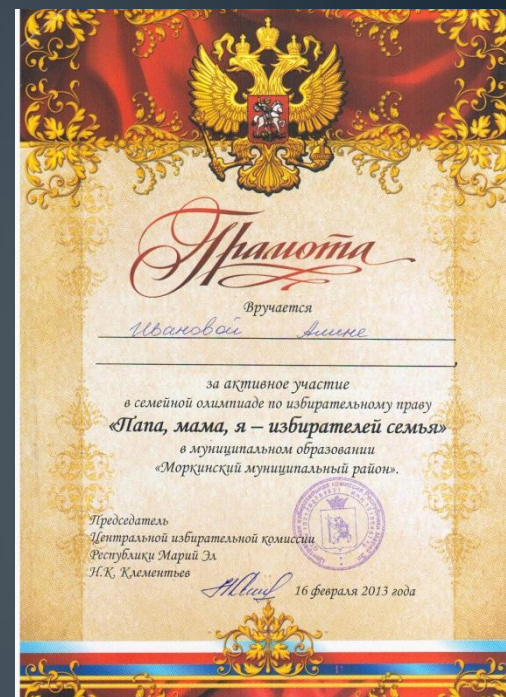 Грамота
Вручается
Ивановой Алине
за активное участие
в семейной олимпиаде по избирательному праву
«Папа, мама, я – избирателей семья»
в муниципальном образовании
«Моркинский муниципальный район».
Председатель
Центральной избирательной комиссии
Республики Марий Эл
Н.К. Клементьев
16 февраля 2013 года